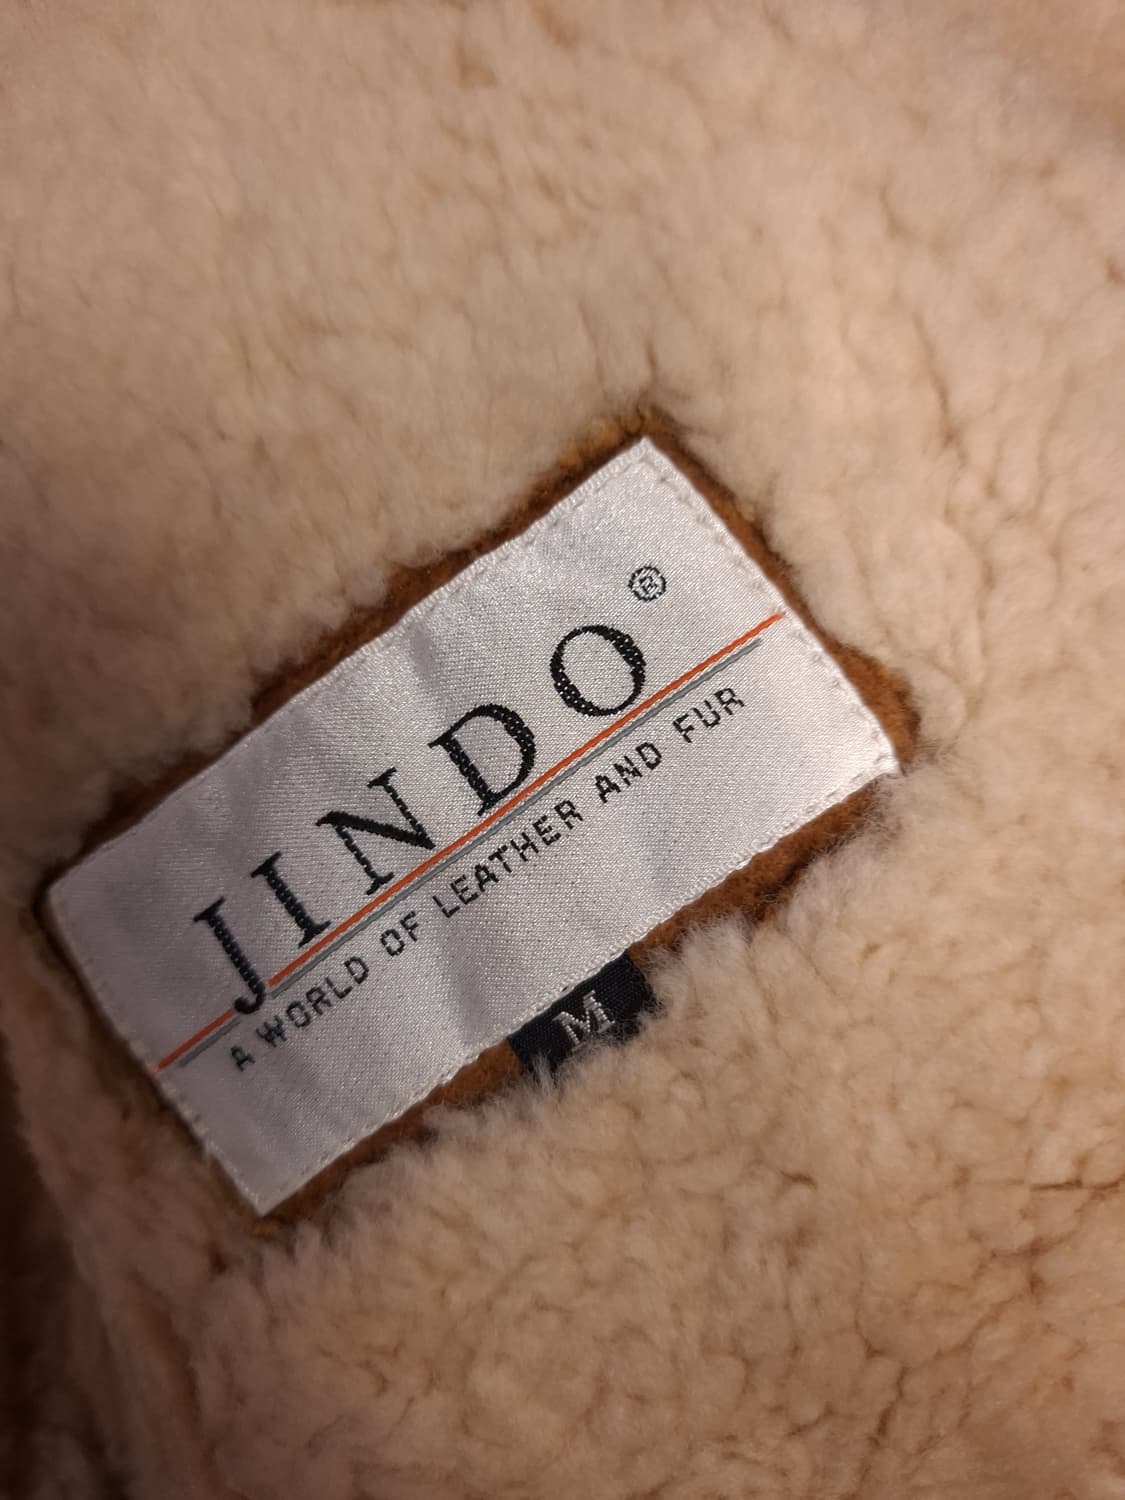 JINDO®
A WORLD OF LEATHER AND FUR
M